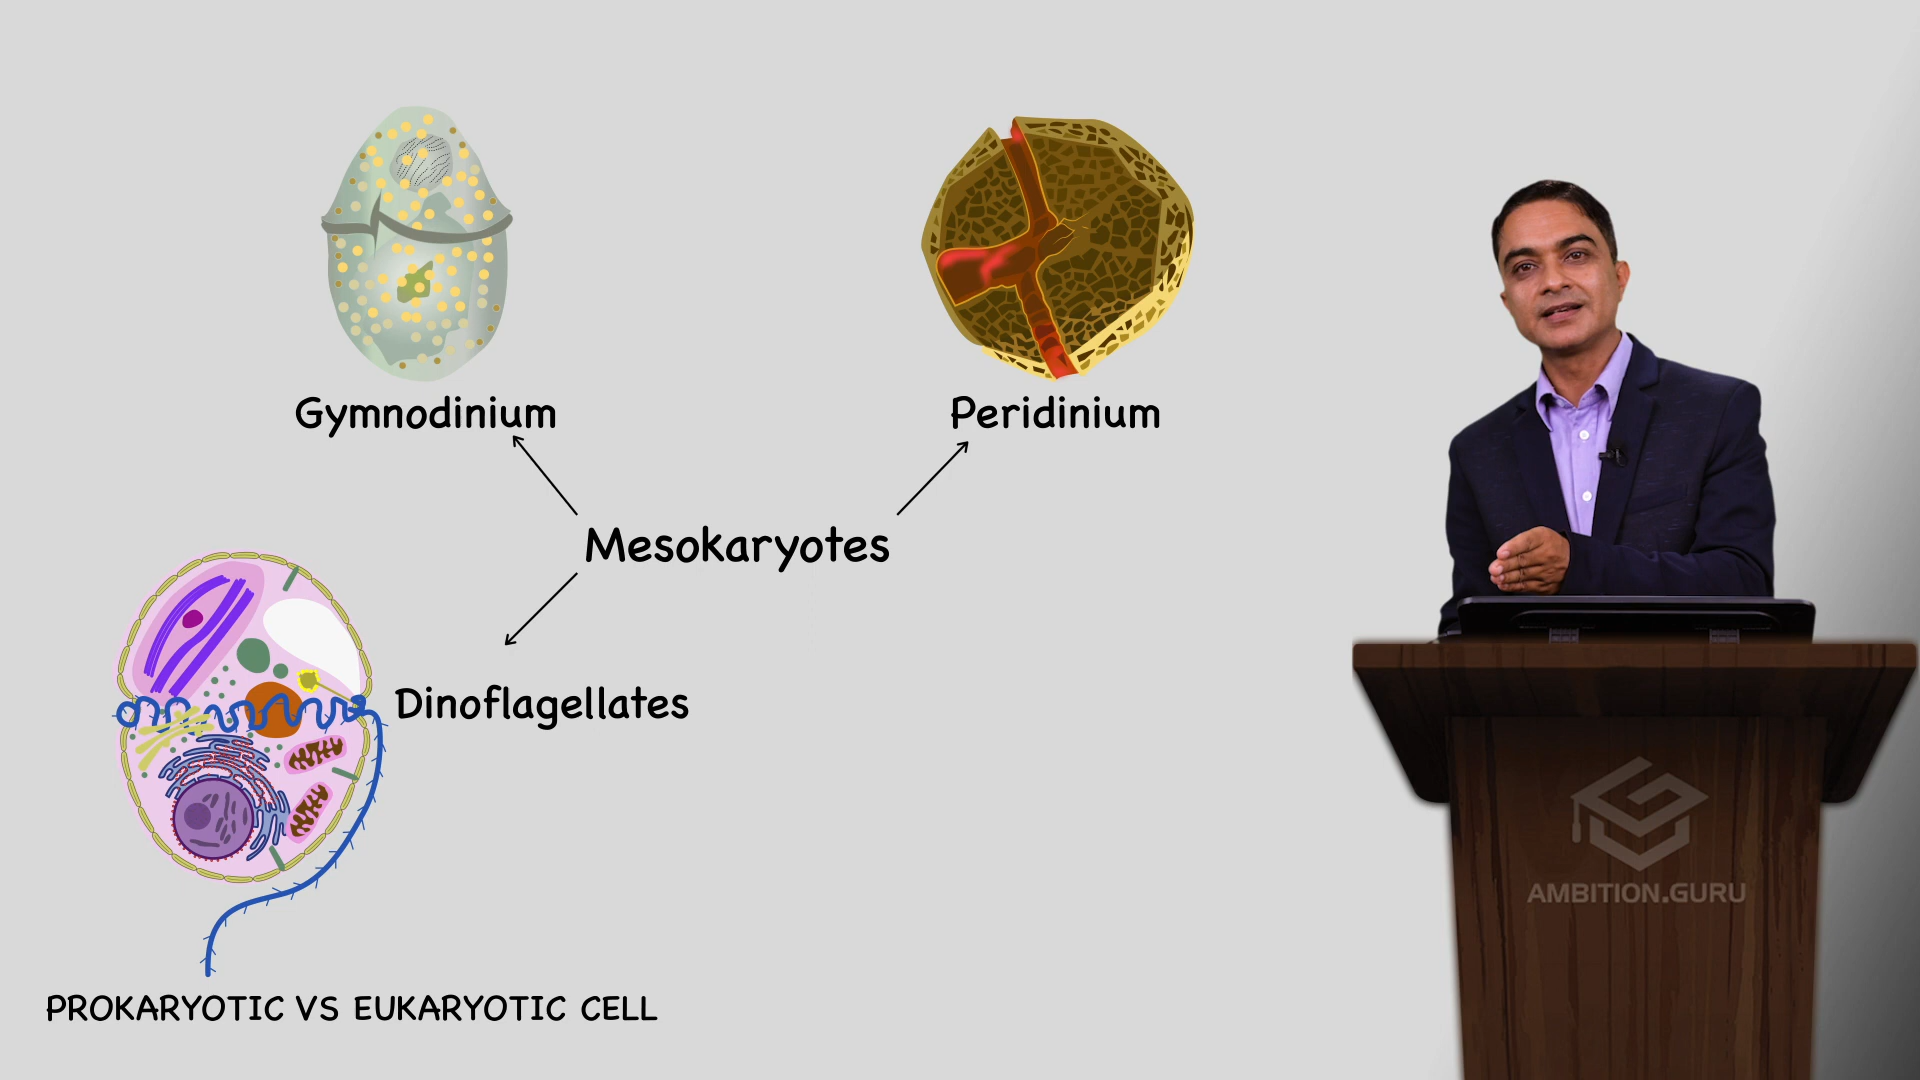 Gymnodinium
Peridinium
Mesokaryotes
Dinoflagellates
AMBITION.GURU
PROKARYOTIC VS EUKARYOTIC CELL